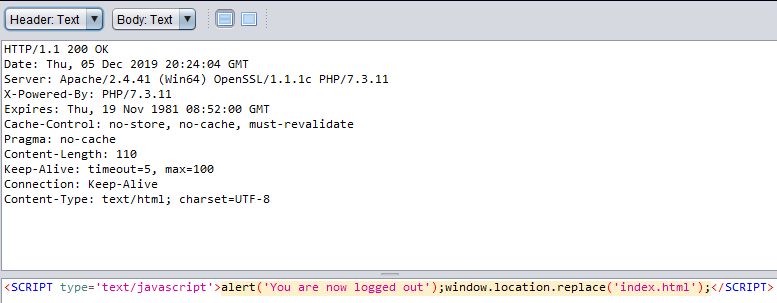 Header: Text Body: Text
HTTP/1.1 200 OK
Date: Thu, 05 Dec 2019 20:24:04 GMT
Server: Apache/2.4.41 (Win64) OpenSSL/1.1.1c PHP/7.3.11
X-Powered-By: PHP/7.3.11
Expires: Thu, 19 Nov 1981 08:52:00 GMT
Cache-Control: no-store, no-cache, must-revalidate
Pragma: no-cache
Content-Length: 110
Keep-Alive: timeout=5, max=100
Connection: Keep-Alive
Content-Type: text/html; charset=UTF-8
<SCRIPT type='text/javascript'>alert('You are now logged out');window.location.replace('index.html');</SCRIPT>